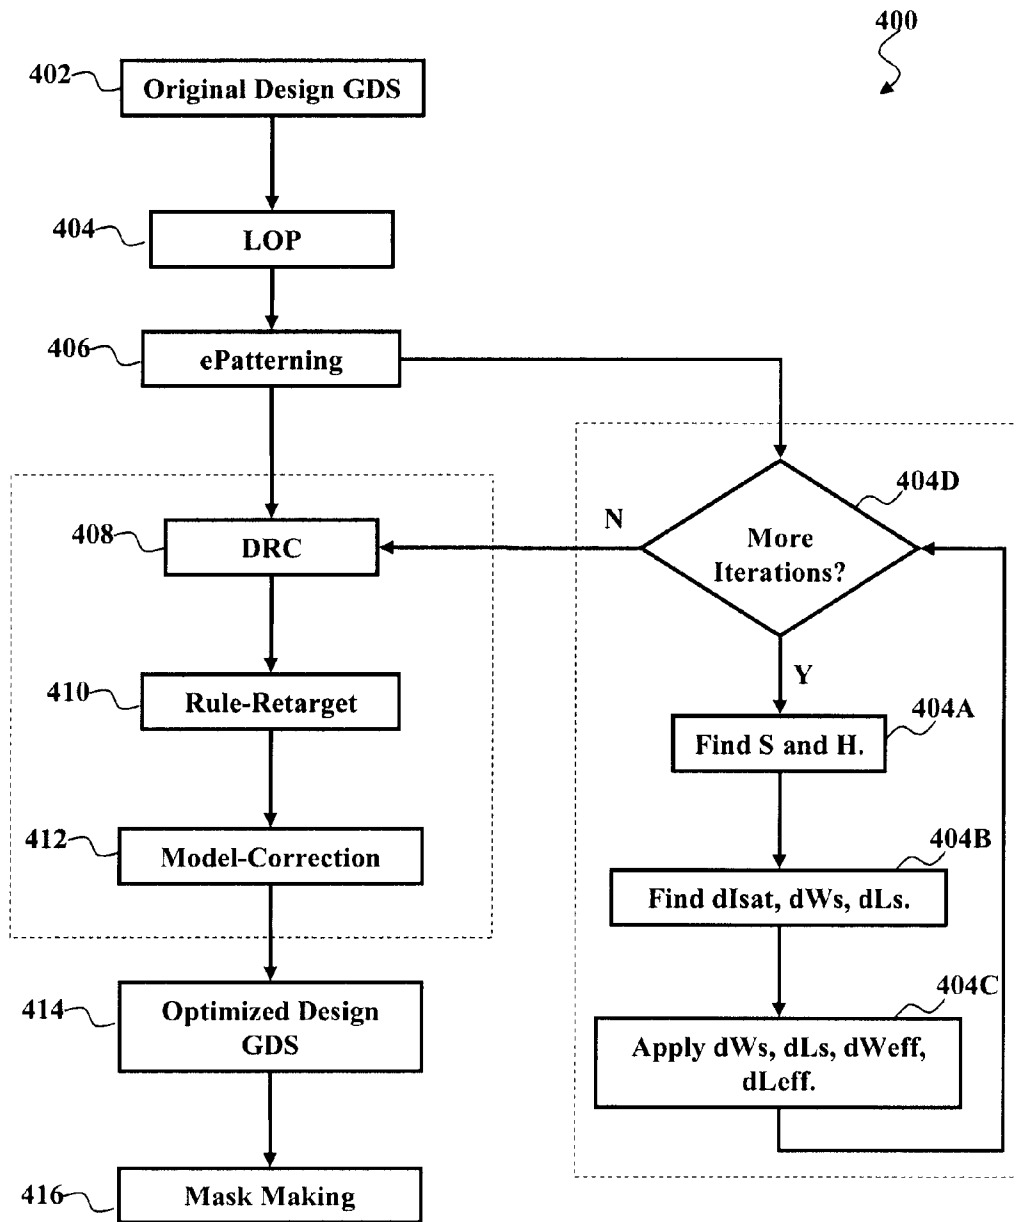 400
402
Original Design GDS
404
LOP
406
ePatterning
404D
More
Iterations?
N
Y
408
DRC
410
Rule-Retarget
404A
Find S and H.
412
Model-Correction
404B
Find dIsat, dWs, dLs.
414
Optimized Design
GDS
404C
Apply dWs, dLs, dWeff,
dLeff.
416
Mask Making